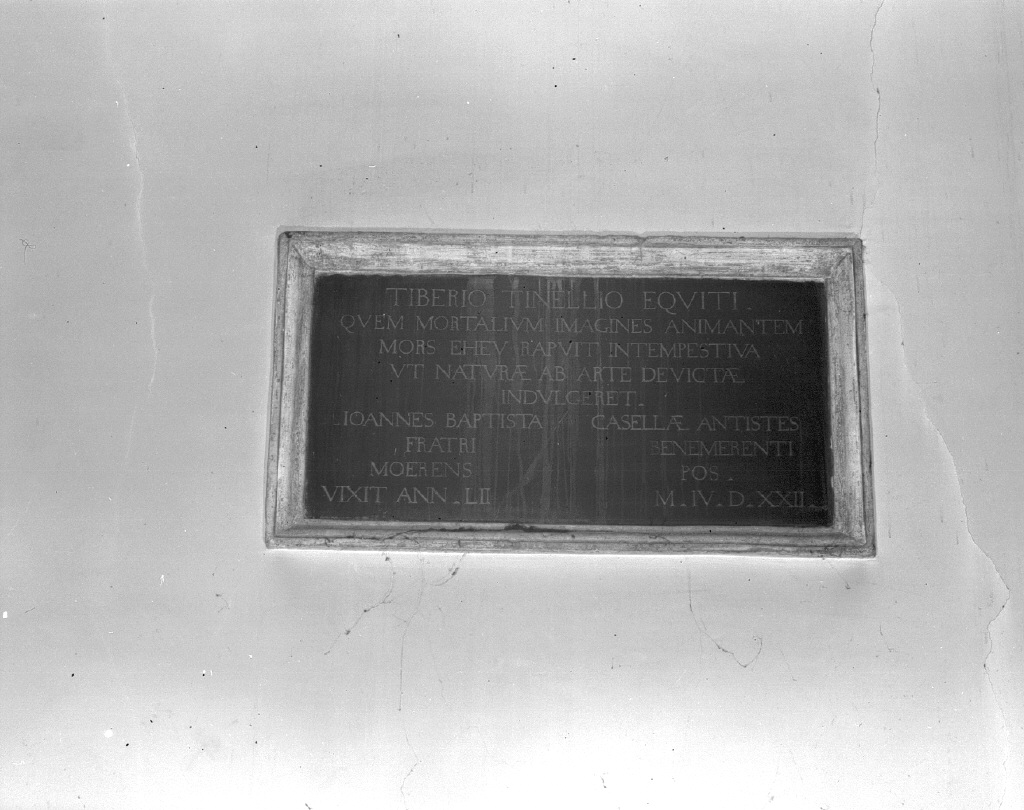 TIBERIO TINELLIO EQVITI.
QVEM MORTALIVM IMAGINES ANIMANTEM
MORS EHEV RAPVIT INTEMPESTIVA
VT NATVRÆ AB ARTE DEVICTÆ
INDVLGERET.
IOANNES BAPTISTA CASELLÆ ANTISTES
FRATRI BENEMERENTI
MOERENS POS.
VIXIT ANN. LII M. IV. D. XXII.